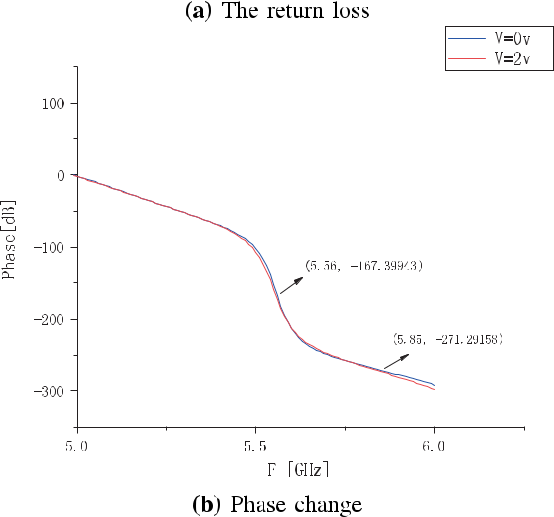 (a) The return loss
V=0v
V=2v
100
0
-100
-200
-300
Phase[dB]
(5.56, -167.39943)
(5.85, -271.29158)
5.0
5.5
6.0
F [GHz]
(b) Phase change